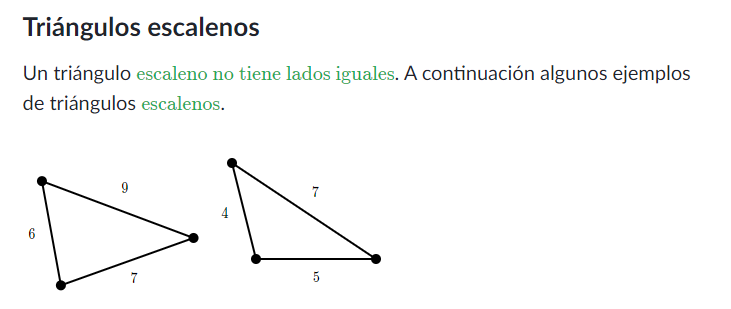 Triángulos escalenos
Un triángulo escaleno no tiene lados iguales. A continuación algunos ejemplos
de triángulos escalenos.
9
6
7
7
4
5